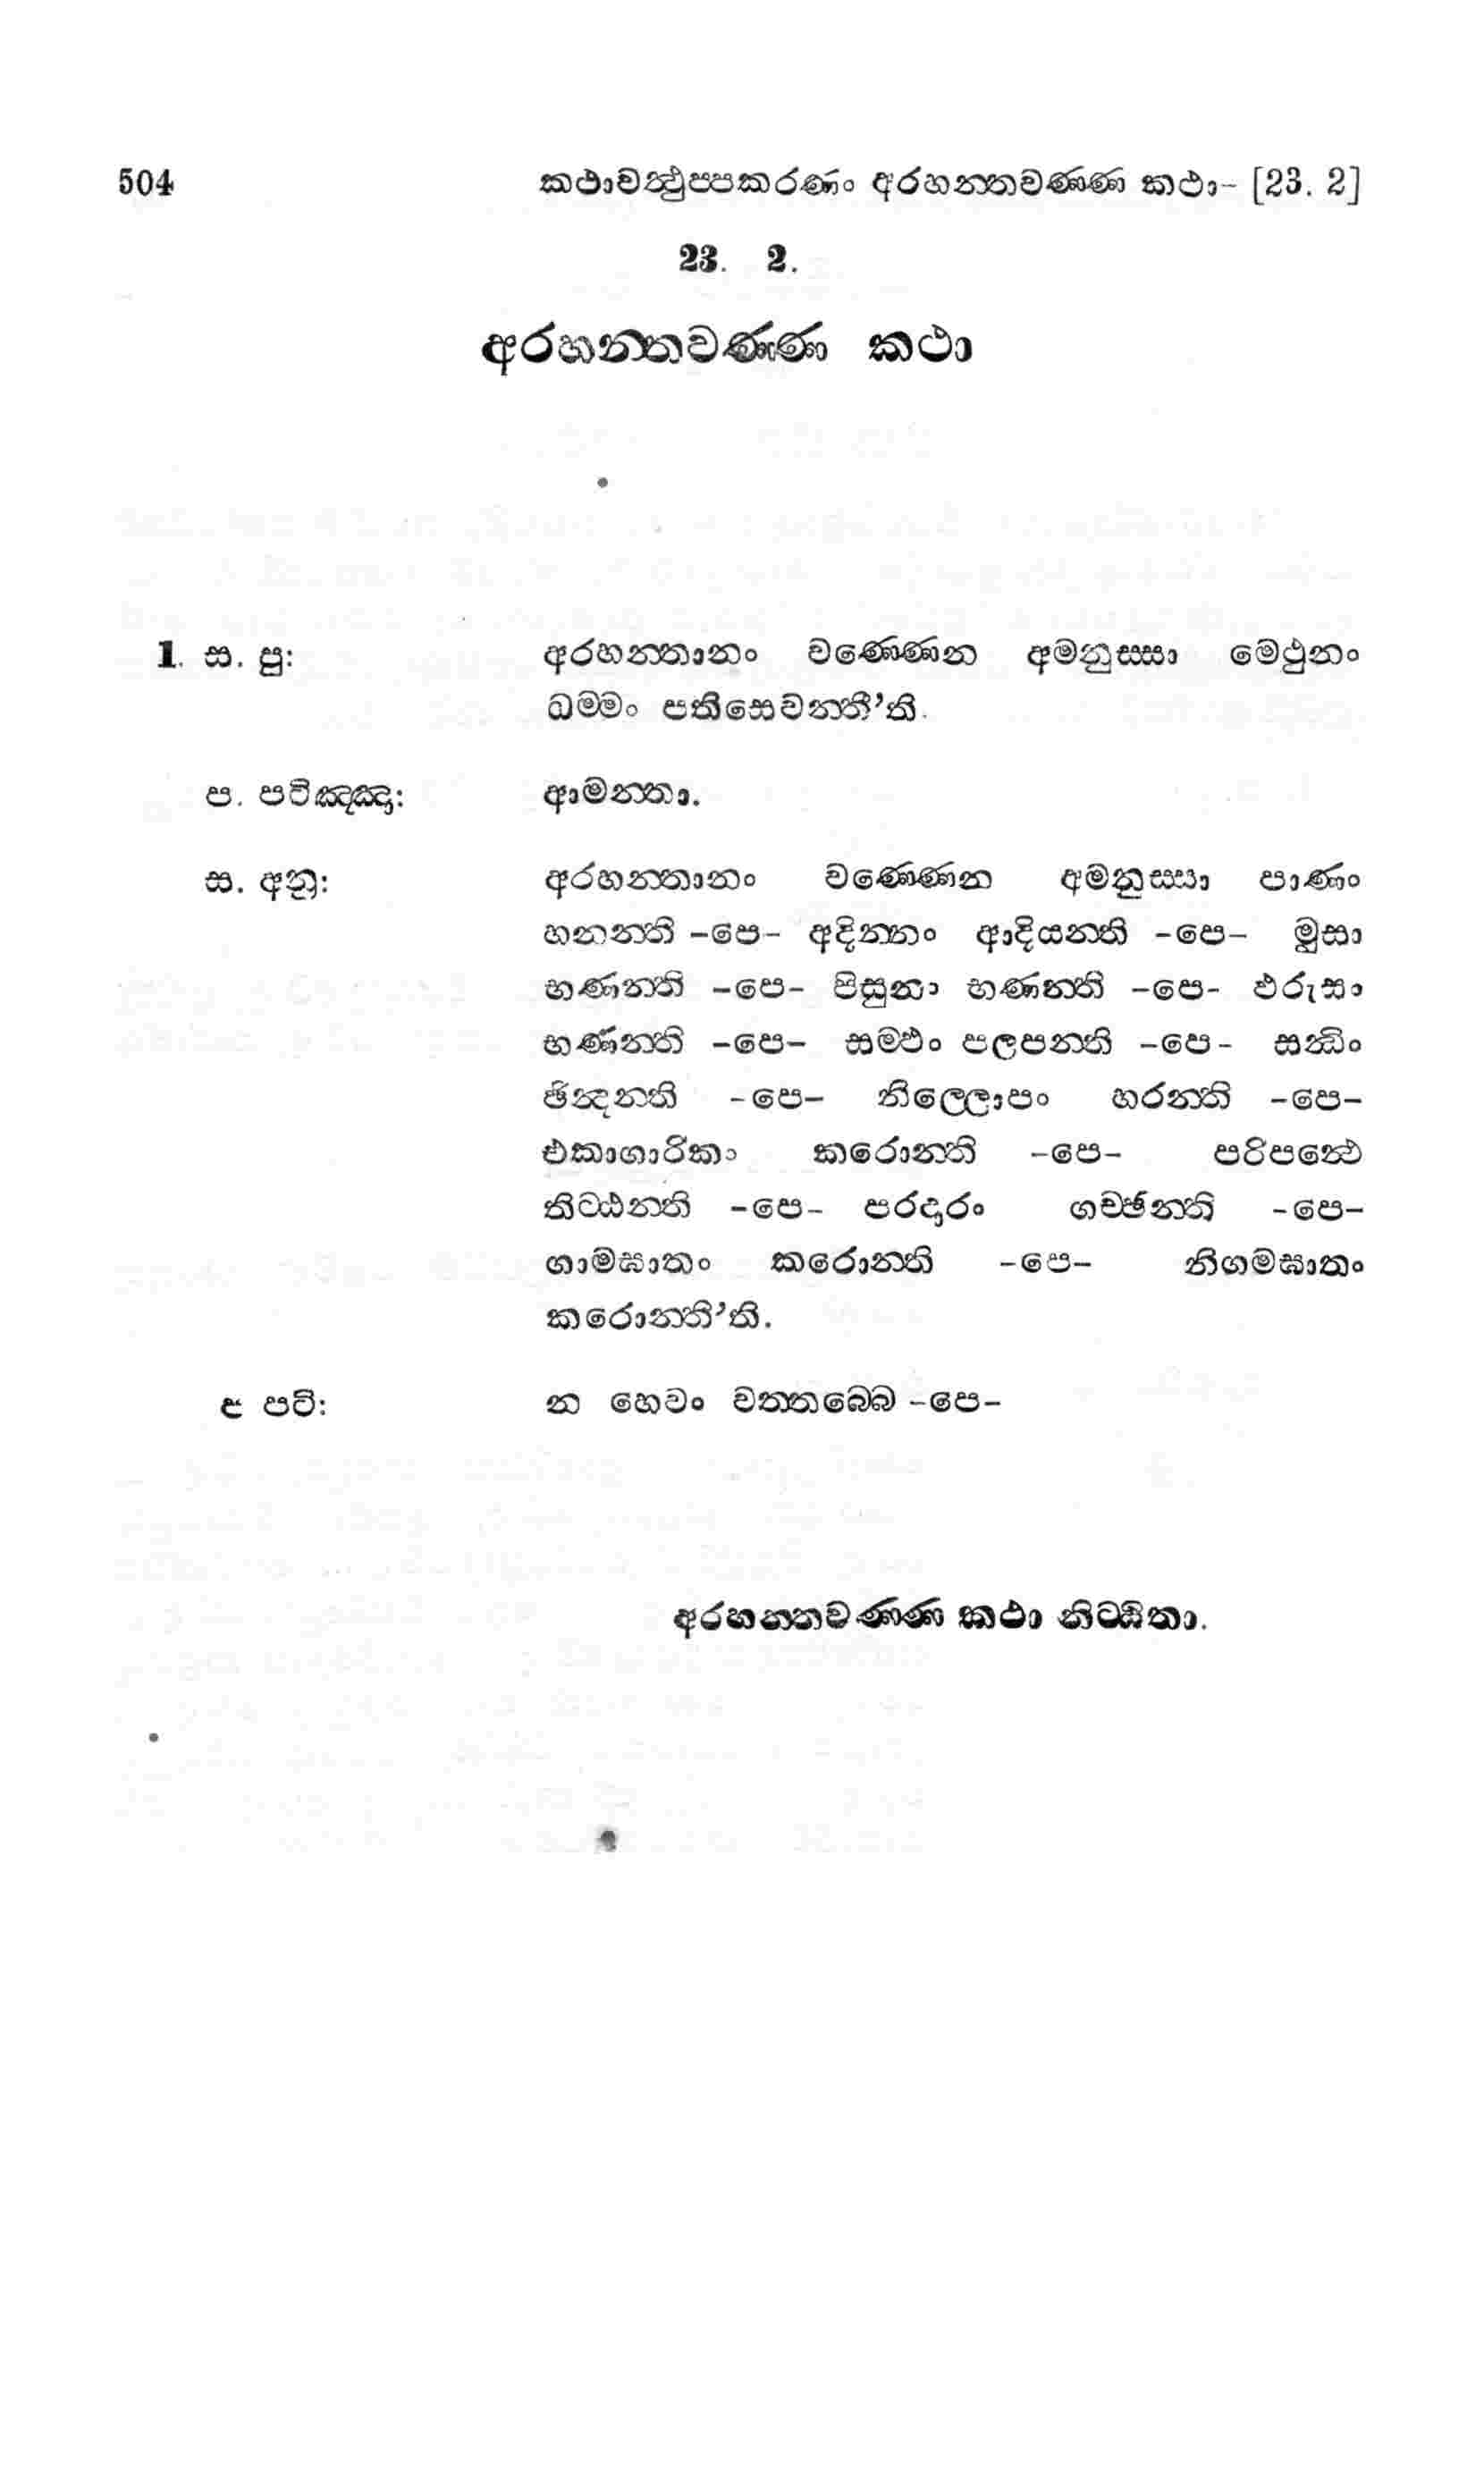 504 කථාවත්‍ථුප්පකරණං අරහන්තවණ්ණ කථා- [23. 2]
23. 2.
අරහන්තවණ්ණ කථා
1. ස. පු: අරහන්තානං වණ්ණෙන අමනුස්සා මෙථුනං
ධම්මං පතිසෙවන්තී’ති.
ප. පටිඤ්ඤා: ආමන්තා.
ස. අනු: අරහන්තානං වණ්ණෙන අමනුස්සා පාණං
හනන්ති -පෙ- අදින්නං ආදියන්ති -පෙ- මුසා
භණන්ති -පෙ- පිසුනා භණන්ති -පෙ- ඵරුසා
භණන්ති -පෙ- සම්ඵං පලපන්ති -පෙ- සන්‍ධිං
ඡින්‍දන්ති -පෙ- නිල්ලොපං හරන්ති -පෙ-
එකාගාරිකං කරොන්ති -පෙ- පරිපන්‍ථෙ
තිට්ඨන්ති -පෙ- පරදාරං ගච්ඡන්ති -පෙ-
ගාමඝාතං කරොන්ති -පෙ- නිගමඝාතං
කරොන්ති’ති.
ප පටි: න හෙවං වත්තබ්බෙ -පෙ-
අරහන්තවණ්ණ කථා නිට්ඨිතා.